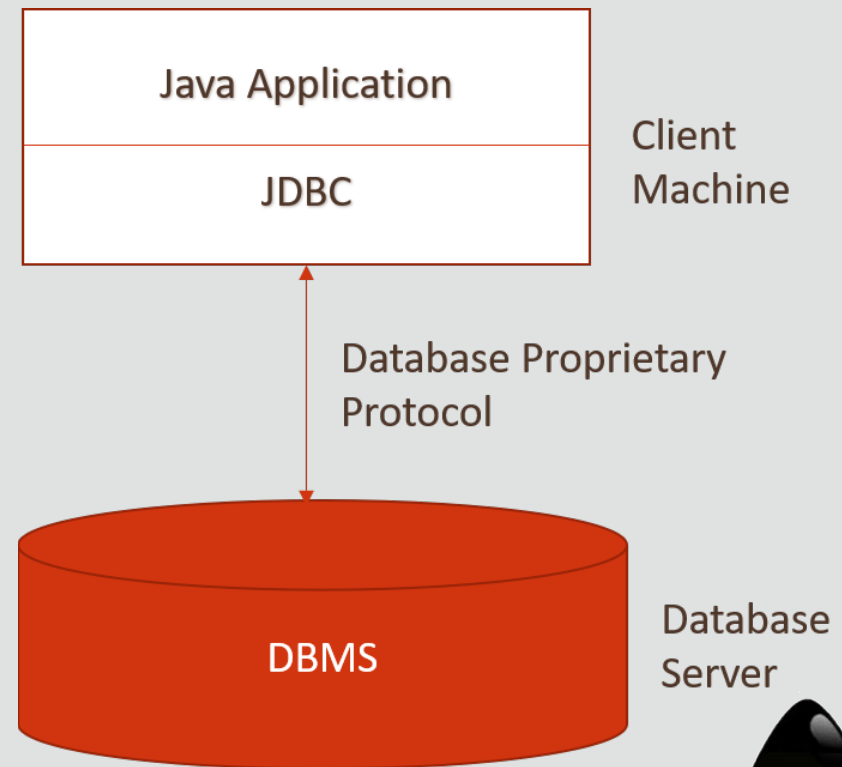 Java Application
JDBC
Client
Machine
Database Proprietary
Protocol
DBMS
Database
Server